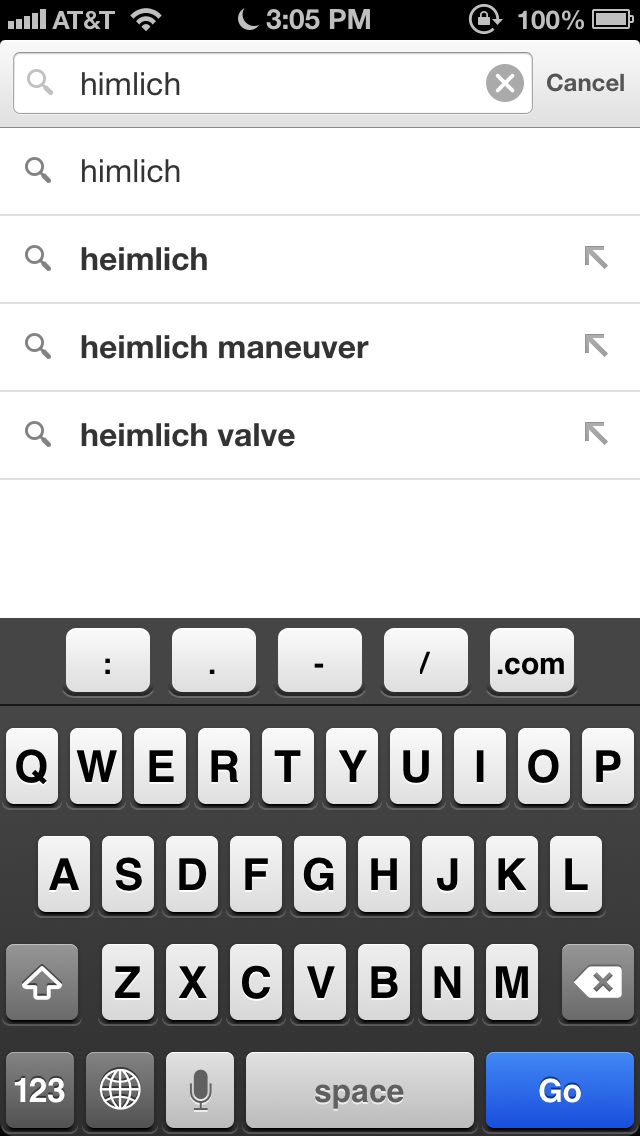 AT&T 3:05 PM 100%
himlich Cancel
himlich
heimlich
heimlich maneuver
heimlich valve
: . - / .com
Q W E R T Y U I O P
A S D F G H J K L
Z X C V B N M
123 space Go